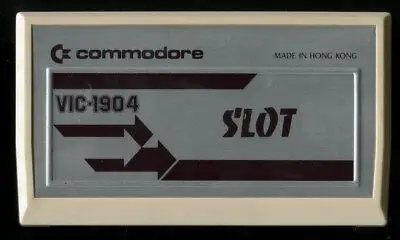 commodore
MADE IN HONG KONG
VIC-1904
SLOT